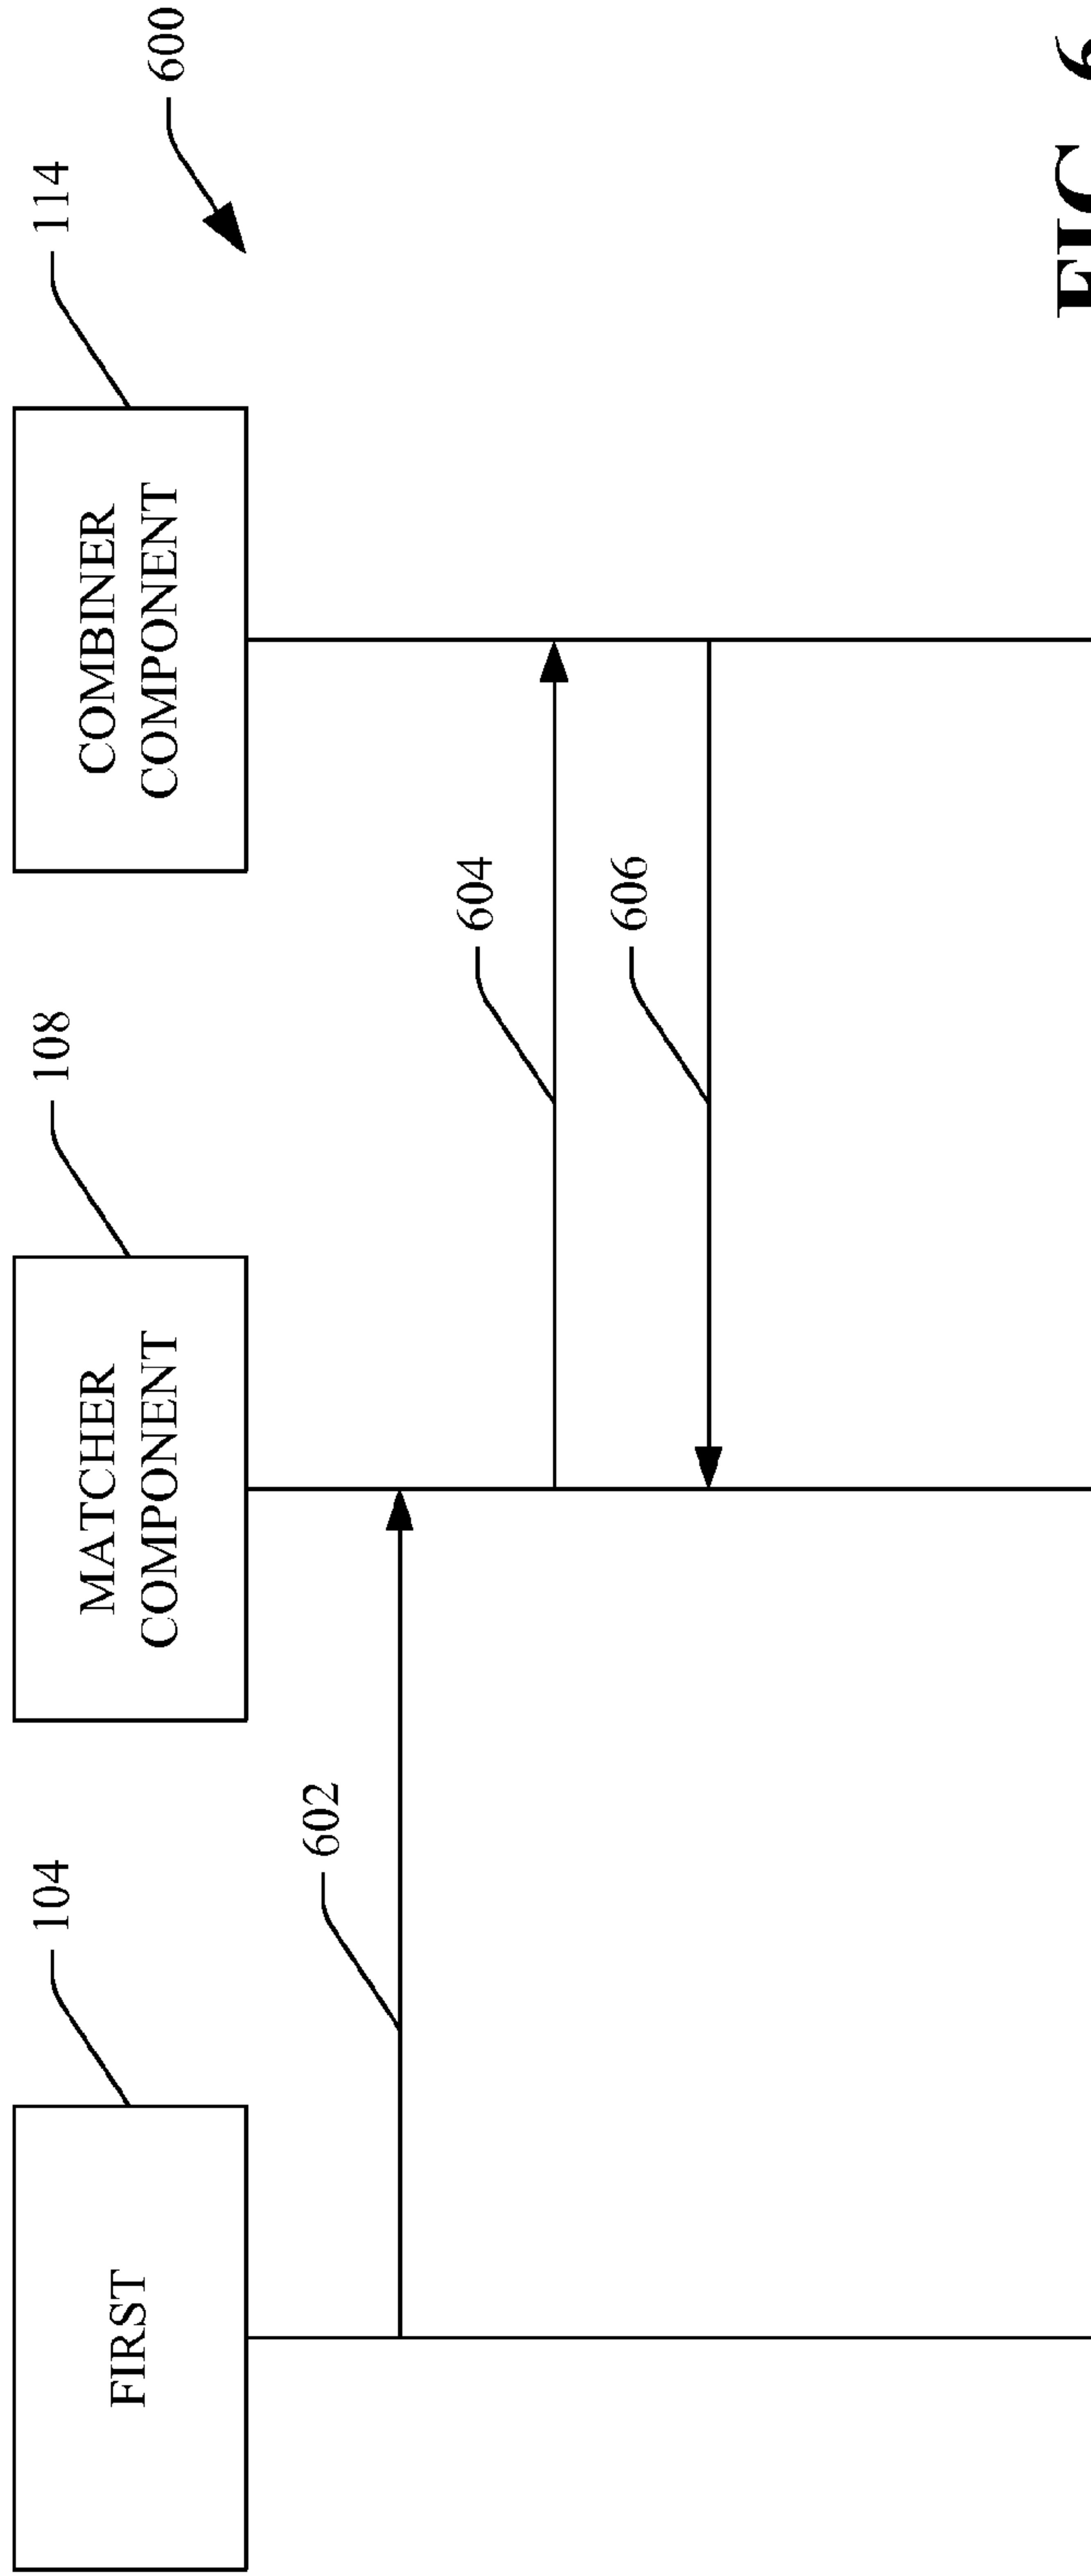 FIRST
104
MATCHER
COMPONENT
108
COMBINER
COMPONENT
114
600
602
604
606
FIG. 6